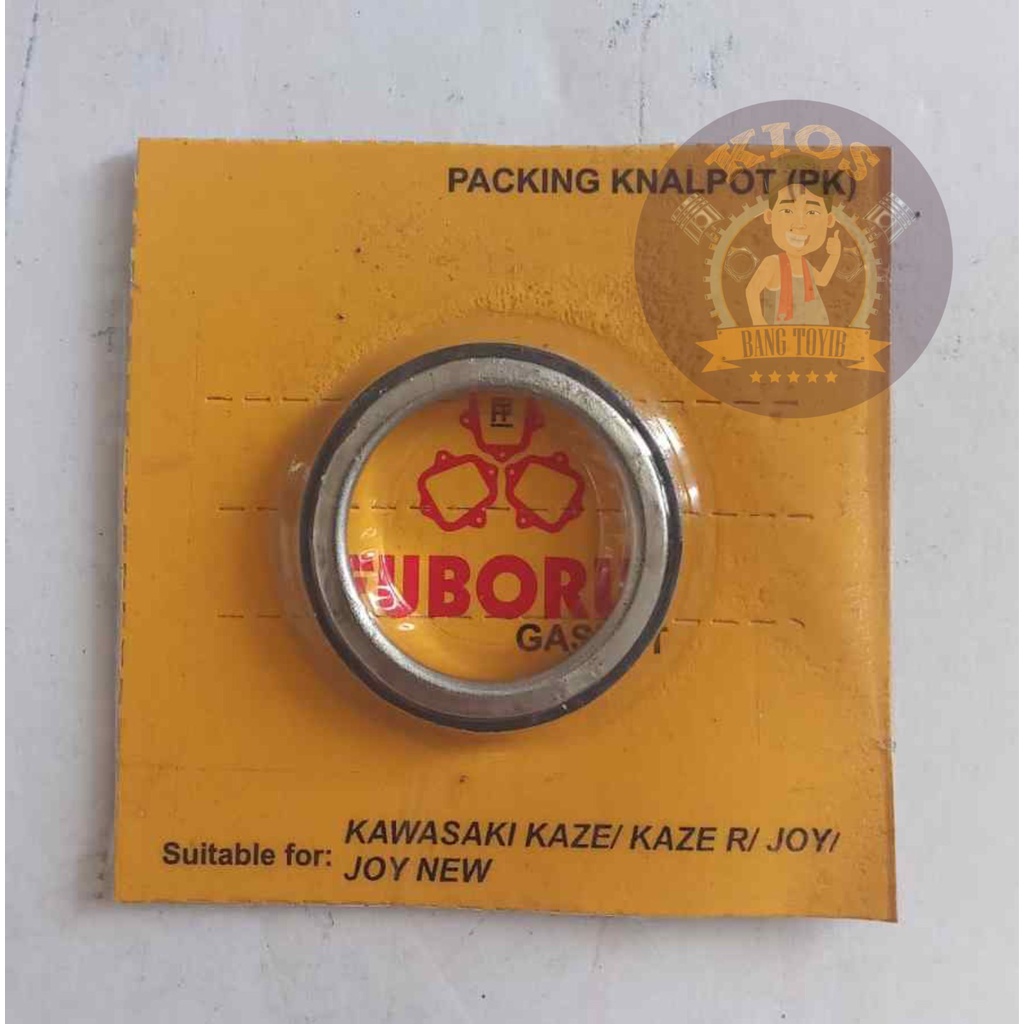 PACKING KNALPOT (PK)
KIOS
BANG TOYIB
GASKET
Suitable for: KAWASAKI KAZE/ KAZE R/ JOY/
JOY NEW